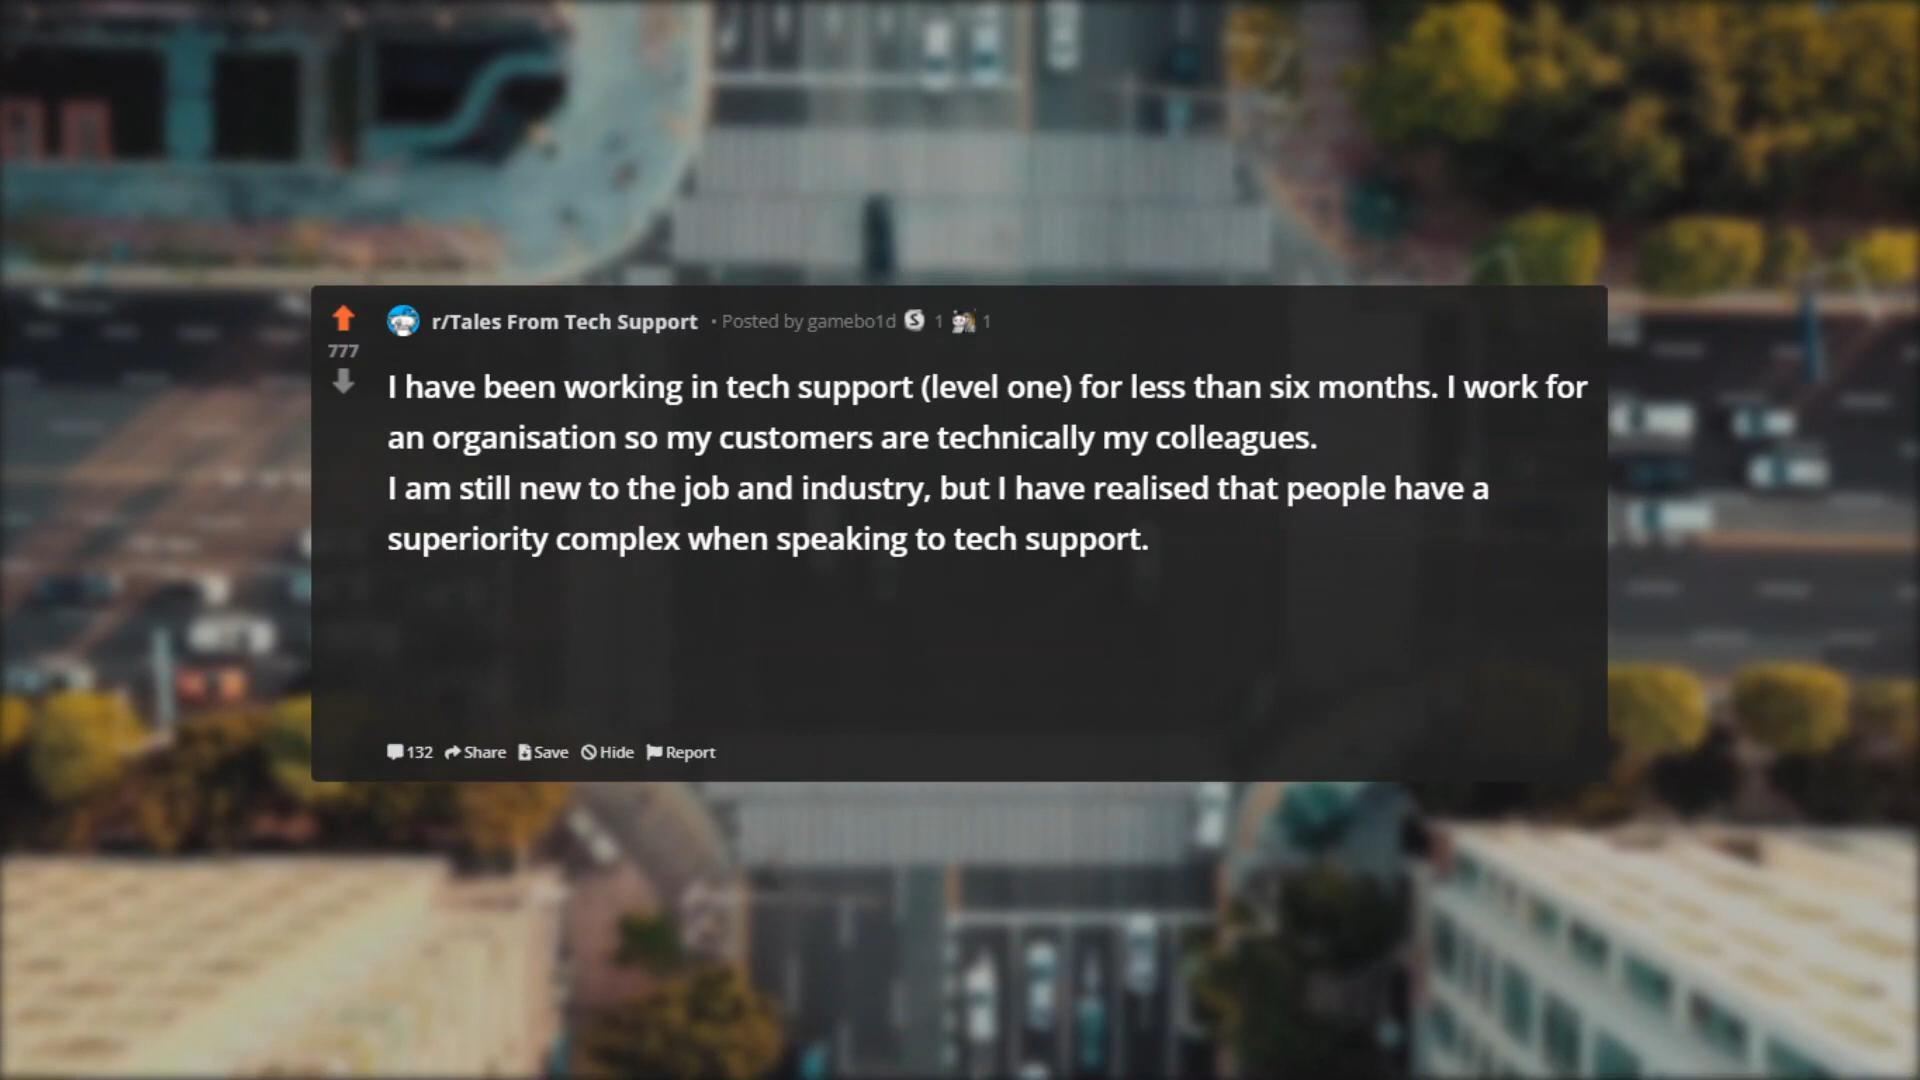 r/Tales From Tech Support · Posted by gamebo1d S 1 1
777
I have been working in tech support (level one) for less than six months. I work for
an organisation so my customers are technically my colleagues.
I am still new to the job and industry, but I have realised that people have a
superiority complex when speaking to tech support.
132 Share Save Hide Report